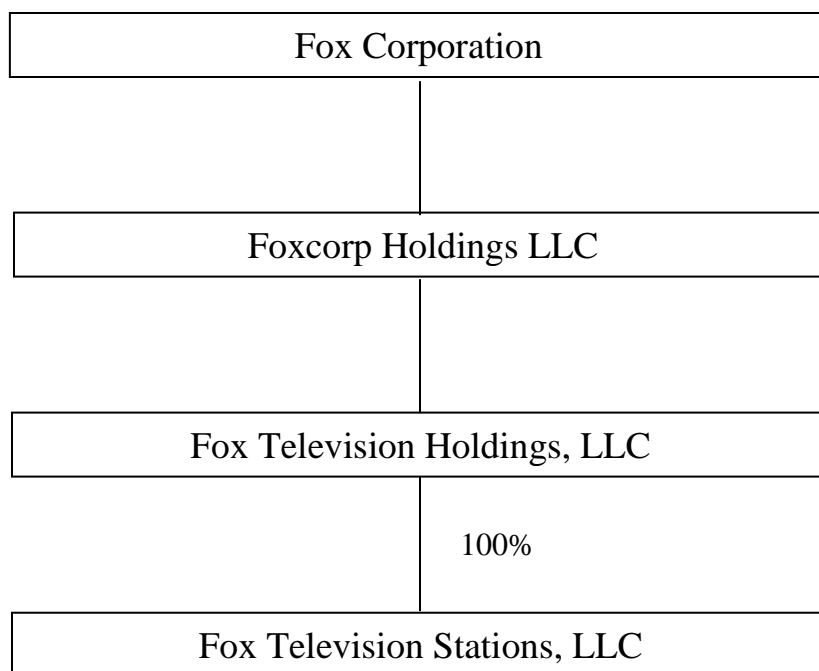 Fox Corporation
Foxcorp Holdings LLC
Fox Television Holdings, LLC
100%
Fox Television Stations, LLC